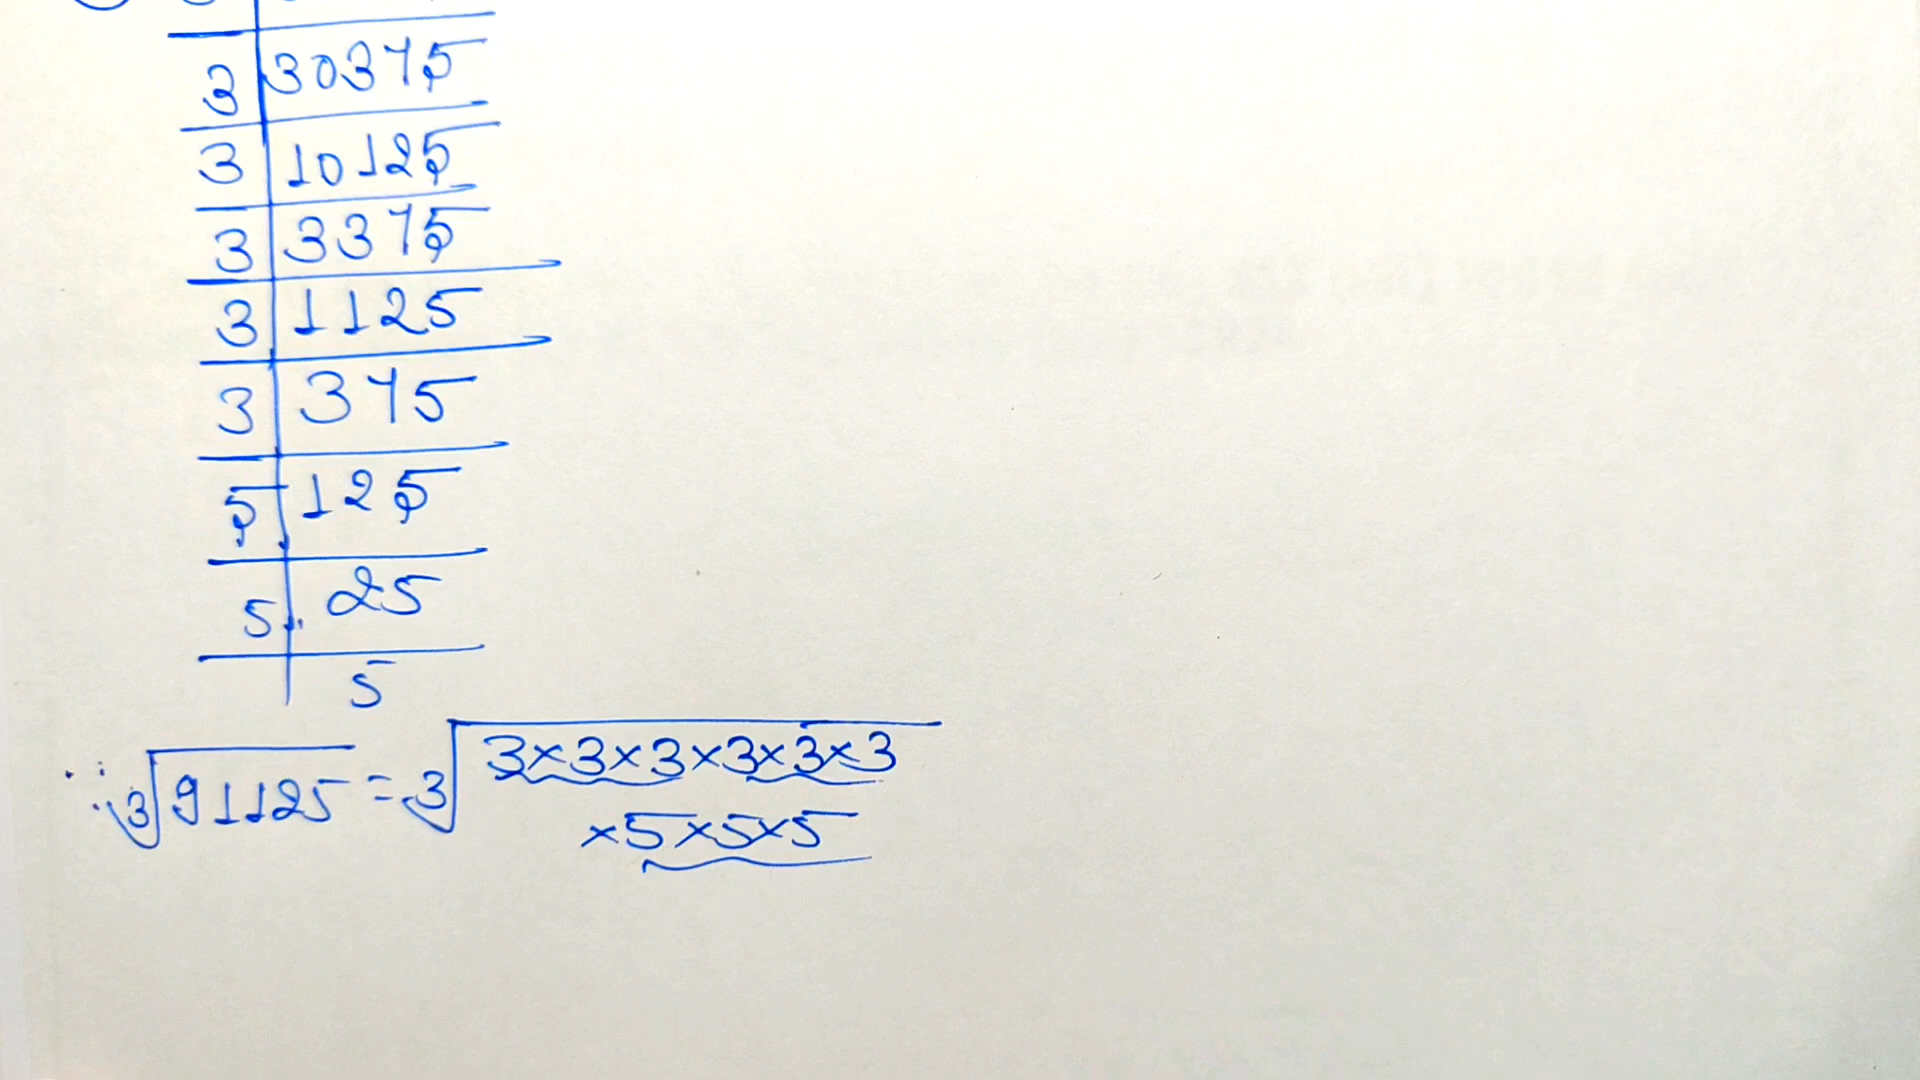 3 | 30375
3 | 10125
3 | 3375
3 | 1125
3 | 375
5 | 125
5 | 25
5
∴ ∛91125 = ∛3×3×3×3×3×3
×5×5×5